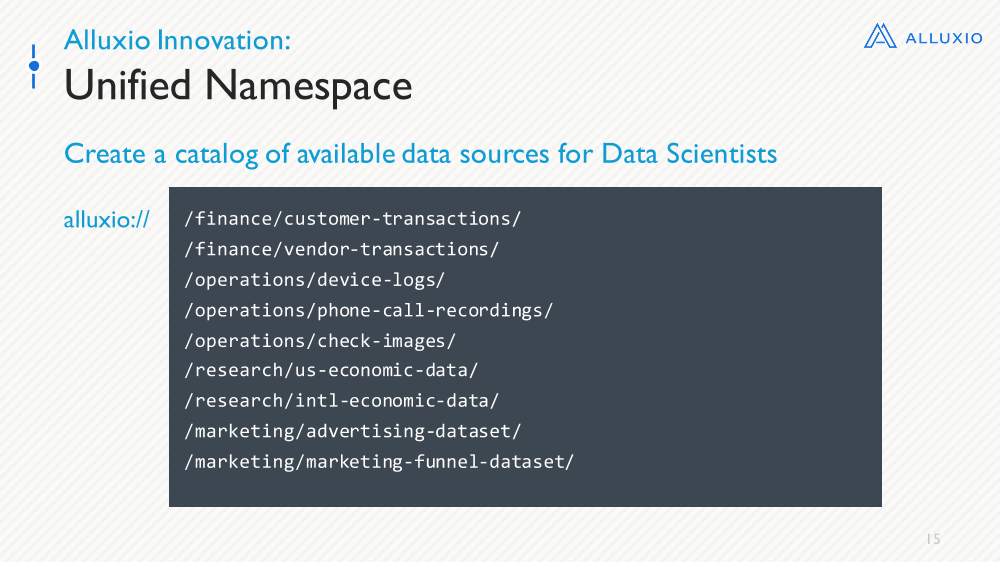 Alluxio Innovation:
ALLUXIO
Unified Namespace
Create a catalog of available data sources for Data Scientists
alluxio://
/finance/customer-transactions/
/finance/vendor-transactions/
/operations/device-logs/
/operations/phone-call-recordings/
/operations/check-images/
/research/us-economic-data/
/research/intl-economic-data/
/marketing/advertising-dataset/
/marketing/marketing-funnel-dataset/
15